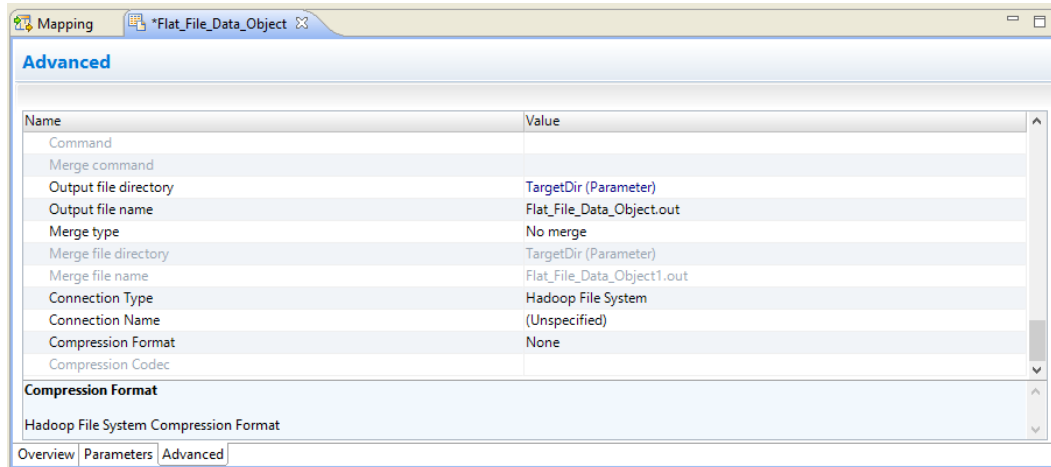 Mapping *Flat_File_Data_Object
Advanced
Name Value
Command
Merge command
Output file directory TargetDir (Parameter)
Output file name Flat_File_Data_Object.out
Merge type No merge
Merge file directory TargetDir (Parameter)
Merge file name Flat_File_Data_Object1.out
Connection Type Hadoop File System
Connection Name (Unspecified)
Compression Format None
Compression Codec
Compression Format
Hadoop File System Compression Format
Overview Parameters Advanced